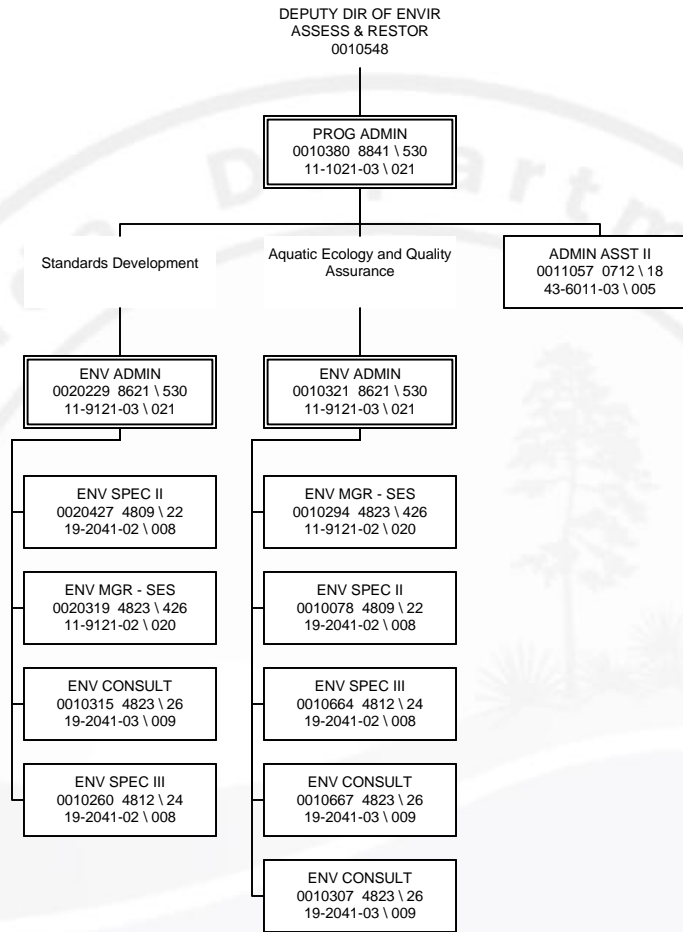 DEPUTY DIR OF ENVIR
ASSESS & RESTOR
0010548
PROG ADMIN
0010380 8841 \ 530
11-1021-03 \ 021
Standards Development
Aquatic Ecology and Quality
Assurance
ADMIN ASST II
0011057 0712 \ 18
43-6011-03 \ 005
ENV ADMIN
0020229 8621 \ 530
11-9121-03 \ 021
ENV ADMIN
0010321 8621 \ 530
11-9121-03 \ 021
ENV SPEC II
0020427 4809 \ 22
19-2041-02 \ 008
ENV MGR - SES
0020319 4823 \ 426
11-9121-02 \ 020
ENV CONSULT
0010315 4823 \ 26
19-2041-03 \ 009
ENV SPEC III
0010260 4812 \ 24
19-2041-02 \ 008
ENV MGR - SES
0010294 4823 \ 426
11-9121-02 \ 020
ENV SPEC II
0010078 4809 \ 22
19-2041-02 \ 008
ENV SPEC III
0010664 4812 \ 24
19-2041-02 \ 008
ENV CONSULT
0010667 4823 \ 26
19-2041-03 \ 009
ENV CONSULT
0010307 4823 \ 26
19-2041-03 \ 009